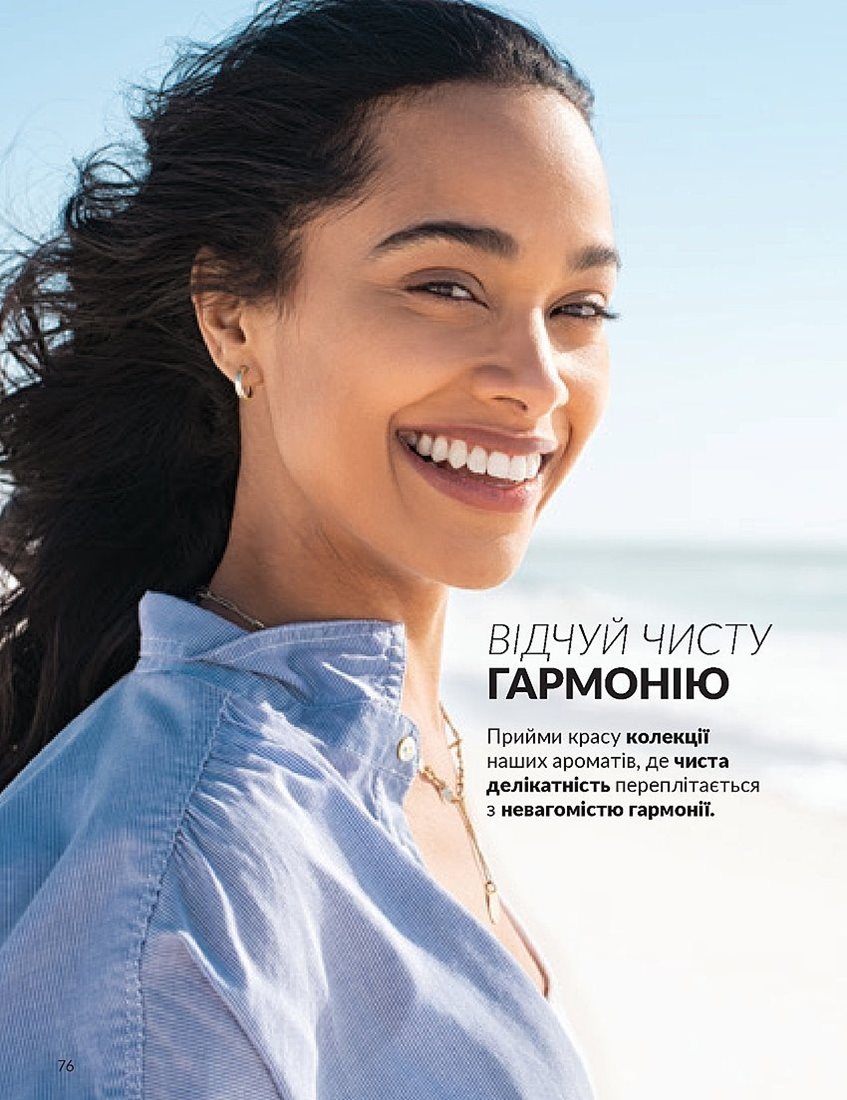 ВІДЧУЙ ЧИСТУ
ГАРМОНІЮ
Прийми красу колекції
наших ароматів, де чиста
делікатність переплітається
з невагомістю гармонії.
76